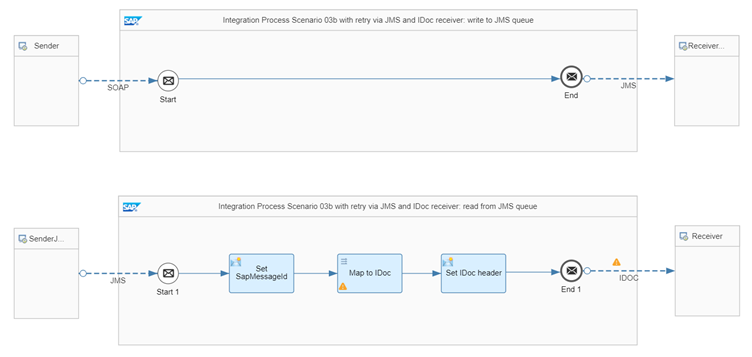 SAP
Integration Process Scenario 03b with retry via JMS and IDoc receiver: write to JMS queue
Sender
Receiver...
SOAP
Start
End
JMS
SAP
Integration Process Scenario 03b with retry via JMS and IDoc receiver: read from JMS queue
SenderJ...
Receiver
JMS
Start 1
Set
SapMessageId
Map to IDoc
Set IDoc header
End 1
IDOC